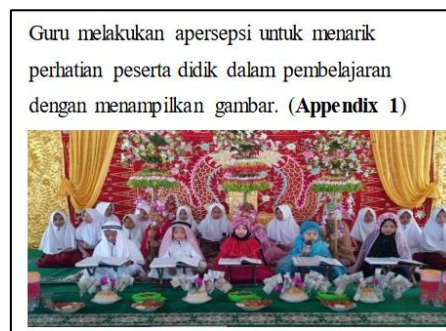 Guru melakukan apersepsi untuk menarik
perhatian peserta didik dalam pembelajaran
dengan menampilkan gambar. (Appendix 1)